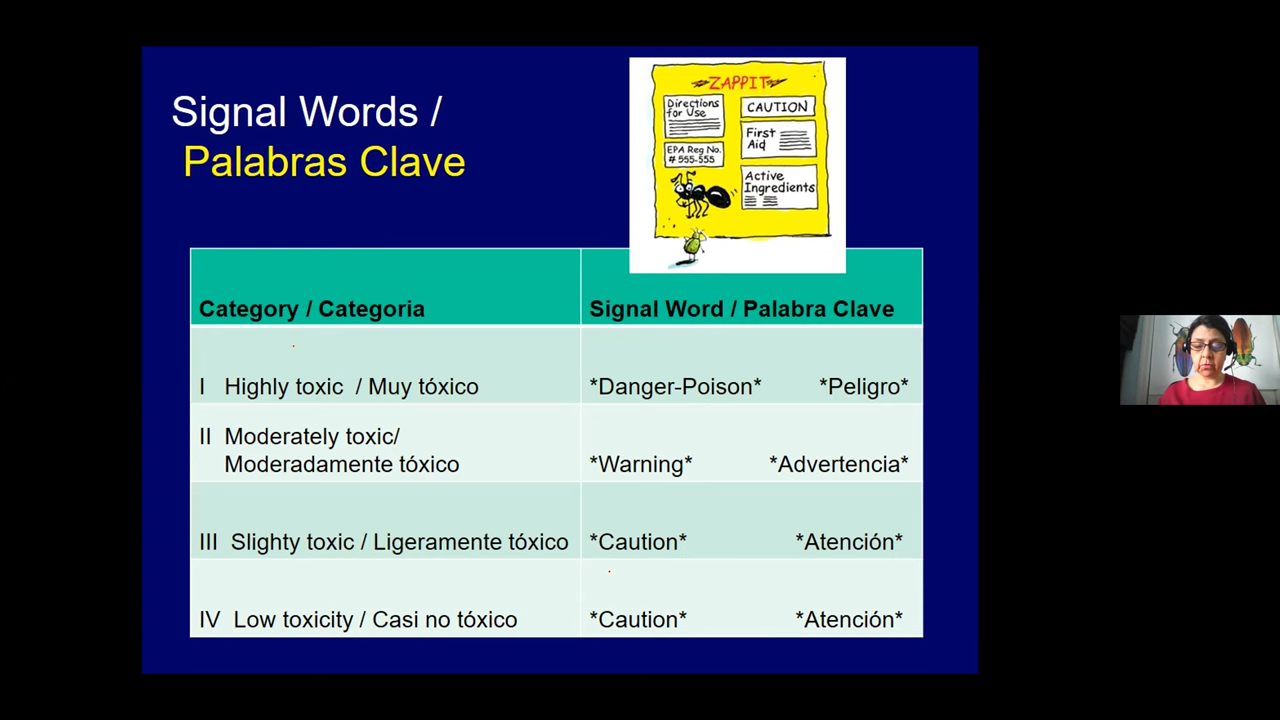 Signal Words /
Palabras Clave
ZAPPIT
Directions
for Use
CAUTION
First
Aid
EPA Reg No.
# 555-555
Active
Ingredients
Category / Categoria
Signal Word / Palabra Clave
I Highly toxic / Muy tóxico
*Danger-Poison* *Peligro*
II Moderately toxic/
Moderadamente tóxico
*Warning* *Advertencia*
III Slighty toxic / Ligeramente tóxico
*Caution* *Atención*
IV Low toxicity / Casi no tóxico
*Caution* *Atención*